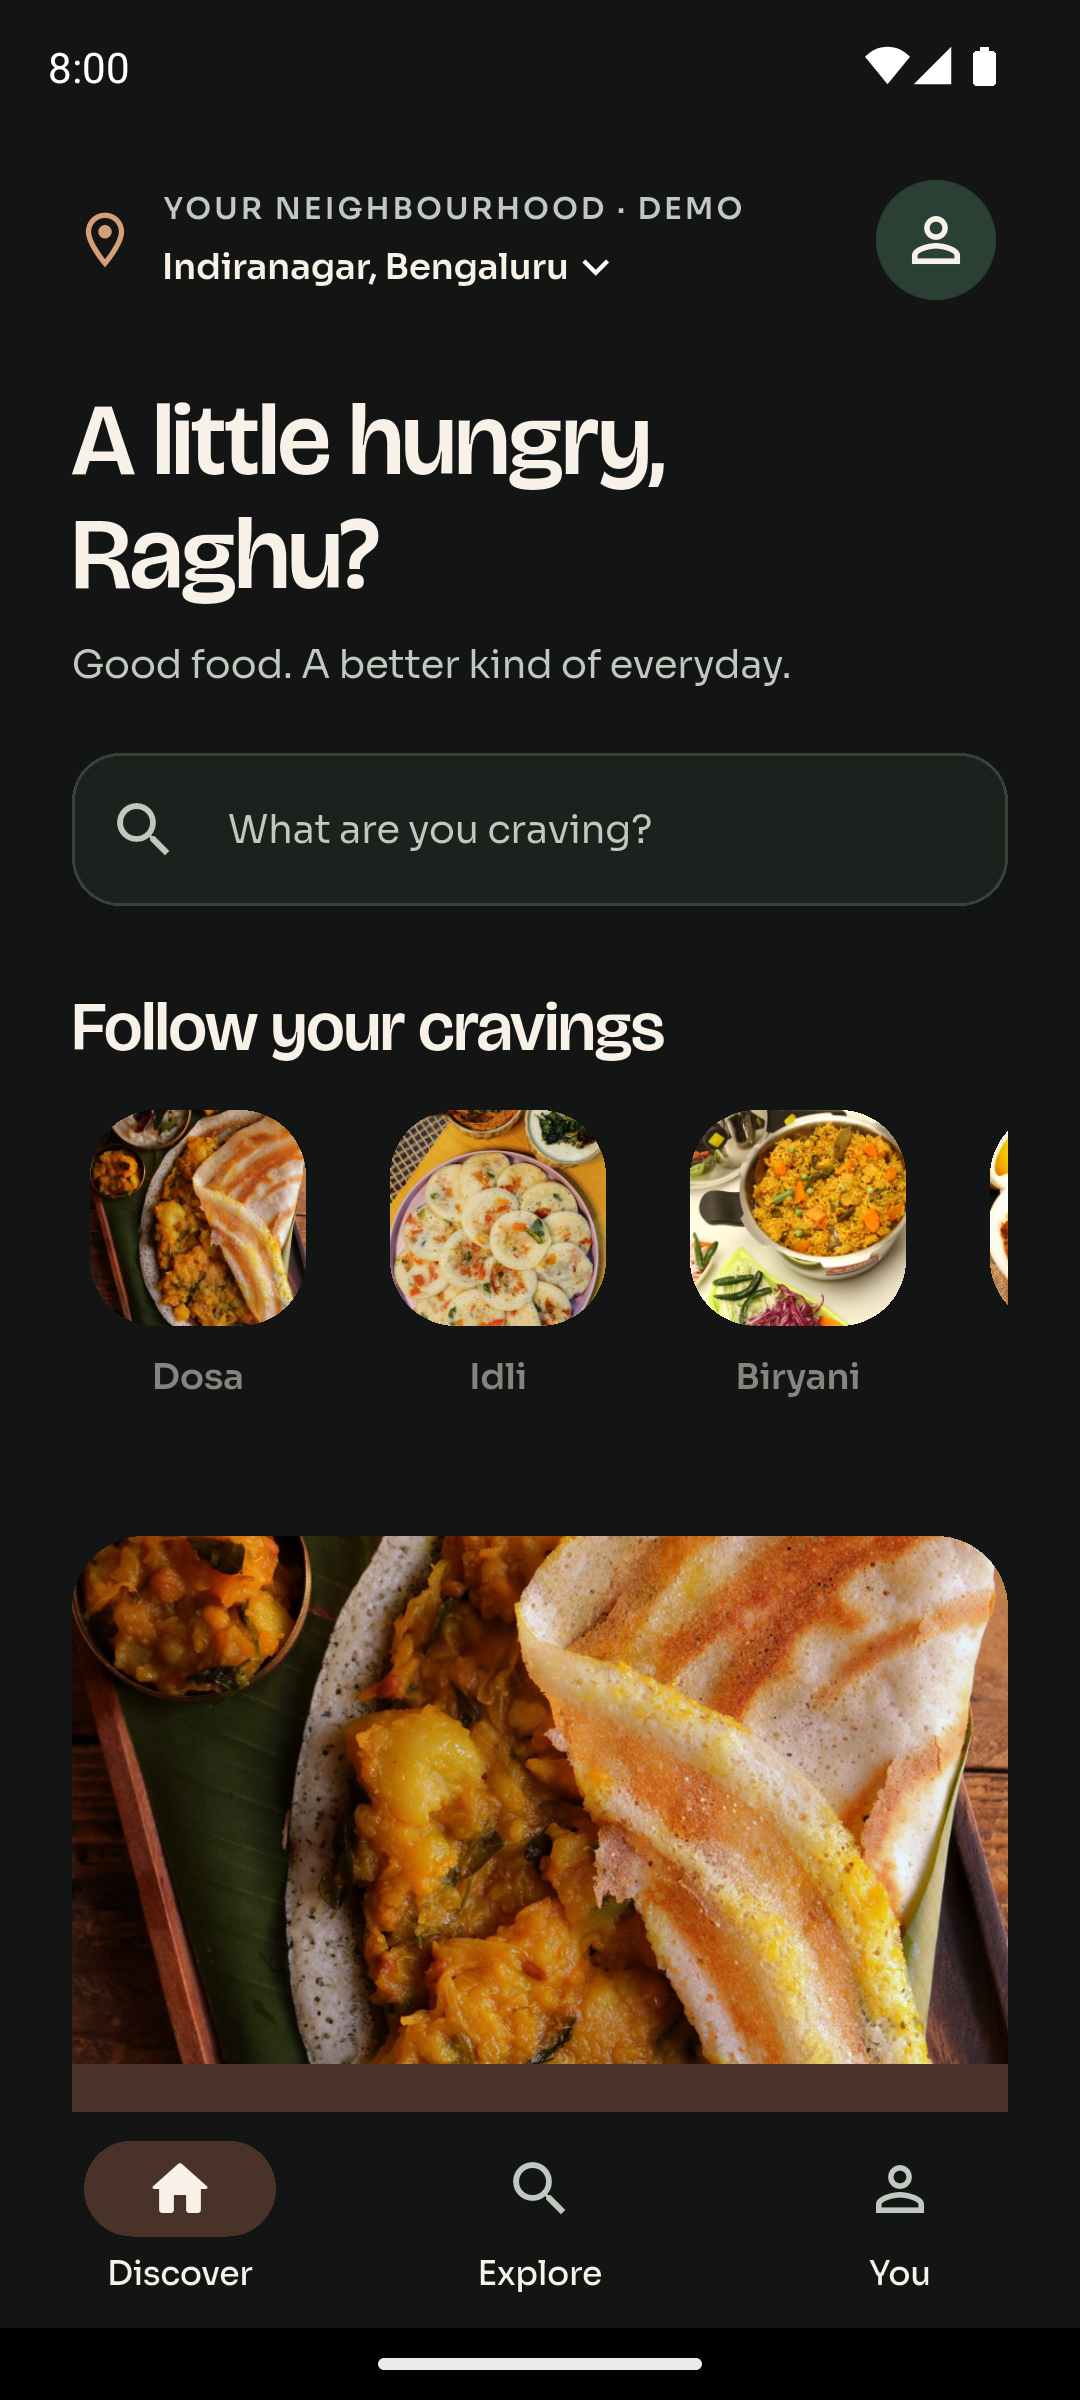 8:00
YOUR NEIGHBOURHOOD · DEMO
Indiranagar, Bengaluru
A little hungry,
Raghu?
Good food. A better kind of everyday.
What are you craving?
Follow your cravings
Dosa
Idli
Biryani
Discover
Explore
You